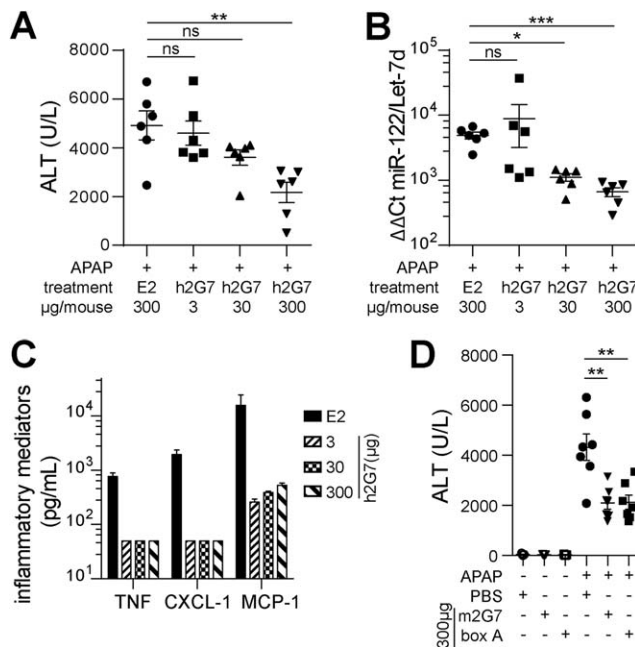 A
ALT (U/L)
8000
6000
4000
2000
0
**
ns
ns
APAP + + + +
treatment E2 h2G7 h2G7 h2G7
µg/mouse 300 3 30 300
B
ΔΔCt miR-122/Let-7d
10⁵
10⁴
10³
10²
***
*
ns
APAP + + + +
treatment E2 h2G7 h2G7 h2G7
µg/mouse 300 3 30 300
C
inflammatory mediators
(pg/mL)
10⁴
10³
10²
10¹
TNF CXCL-1 MCP-1
E2
3
30
300
h2G7(µg)
D
ALT (U/L)
8000
6000
4000
2000
0
**
**
APAP - - - + + +
PBS + - - + - -
m2G7 - + - - + -
box A - - + - - +
300µg